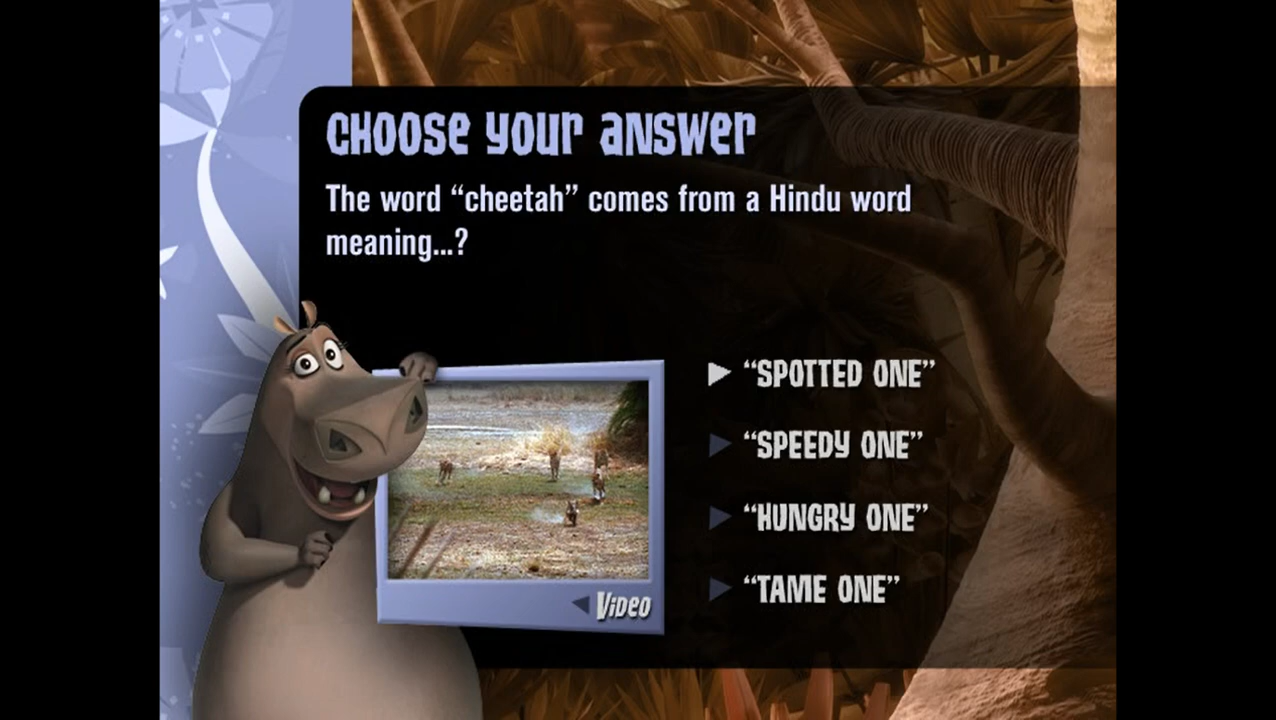 CHOOSE YOUR ANSWER
The word “cheetah” comes from a Hindu word
meaning...?
“SPOTTED ONE”
“SPEEDY ONE”
“HUNGRY ONE”
“TAME ONE”
VIDEO